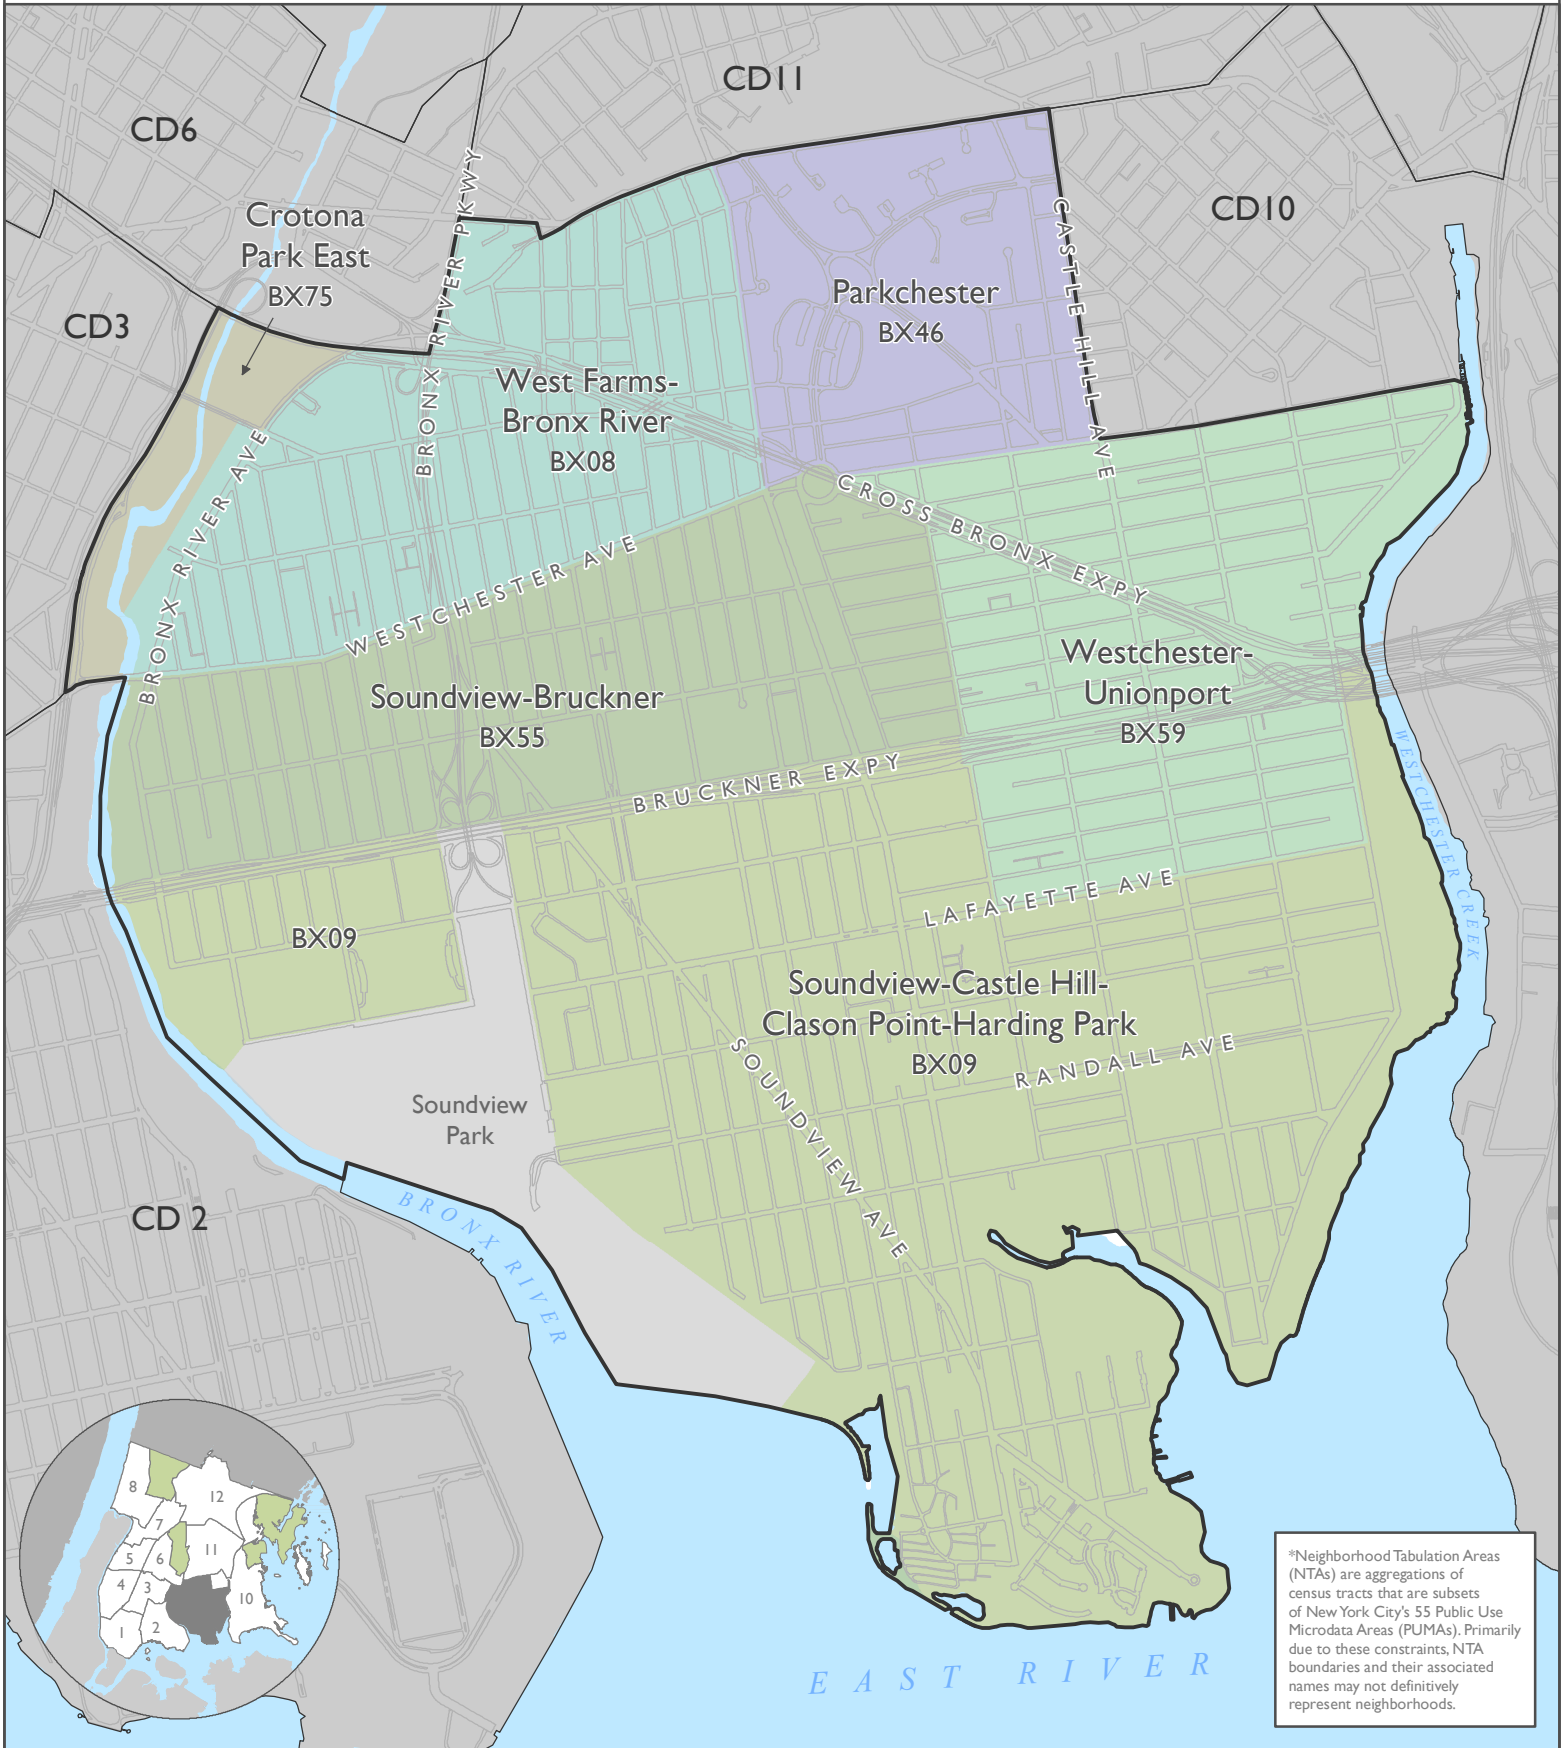 CD11
CD6
CD10
Crotona
Park East
BX75
CD3
BRONX RIVER PKWY
CASTLE HILL AVE
Parkchester
BX46
West Farms-
Bronx River
BX08
BRONX RIVER AVE
CROSS BRONX EXPY
WESTCHESTER AVE
Westchester-
Unionport
BX59
Soundview-Bruckner
BX55
BRUCKNER EXPY
WESTCHESTER CREEK
LAFAYETTE AVE
BX09
Soundview-Castle Hill-
Clason Point-Harding Park
BX09
RANDALL AVE
SOUNDVIEW AVE
Soundview
Park
CD 2
BRONX RIVER
EAST RIVER
8
12
7
5
6
11
4
3
10
1
2
*Neighborhood Tabulation Areas
(NTAs) are aggregations of
census tracts that are subsets
of New York City's 55 Public Use
Microdata Areas (PUMAs). Primarily
due to these constraints, NTA
boundaries and their associated
names may not definitively
represent neighborhoods.